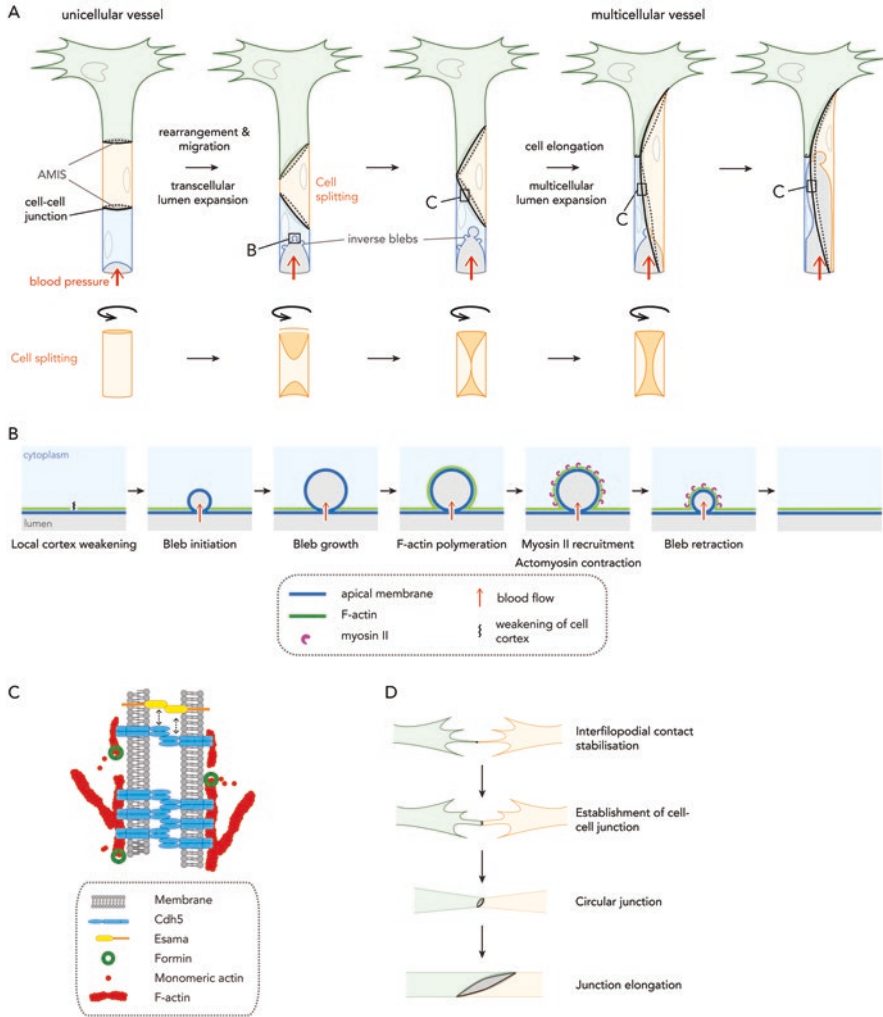 A
unicellular vessel
multicellular vessel
AMIS
cell-cell
junction
blood pressure
rearrangement &
migration
transcellular
lumen expansion
Cell
splitting
B
inverse blebs
C
cell elongation
multicellular
lumen expansion
C
C
Cell splitting
B
cytoplasm
lumen
Local cortex weakening
Bleb initiation
Bleb growth
F-actin polymeration
Myosin II recruitment
Actomyosin contraction
Bleb retraction
apical membrane
F-actin
myosin II
blood flow
weakening of cell
cortex
C
Membrane
Cdh5
Esama
Formin
Monomeric actin
F-actin
D
Interfilopodial contact
stabilisation
Establishment of cell-
cell junction
Circular junction
Junction elongation